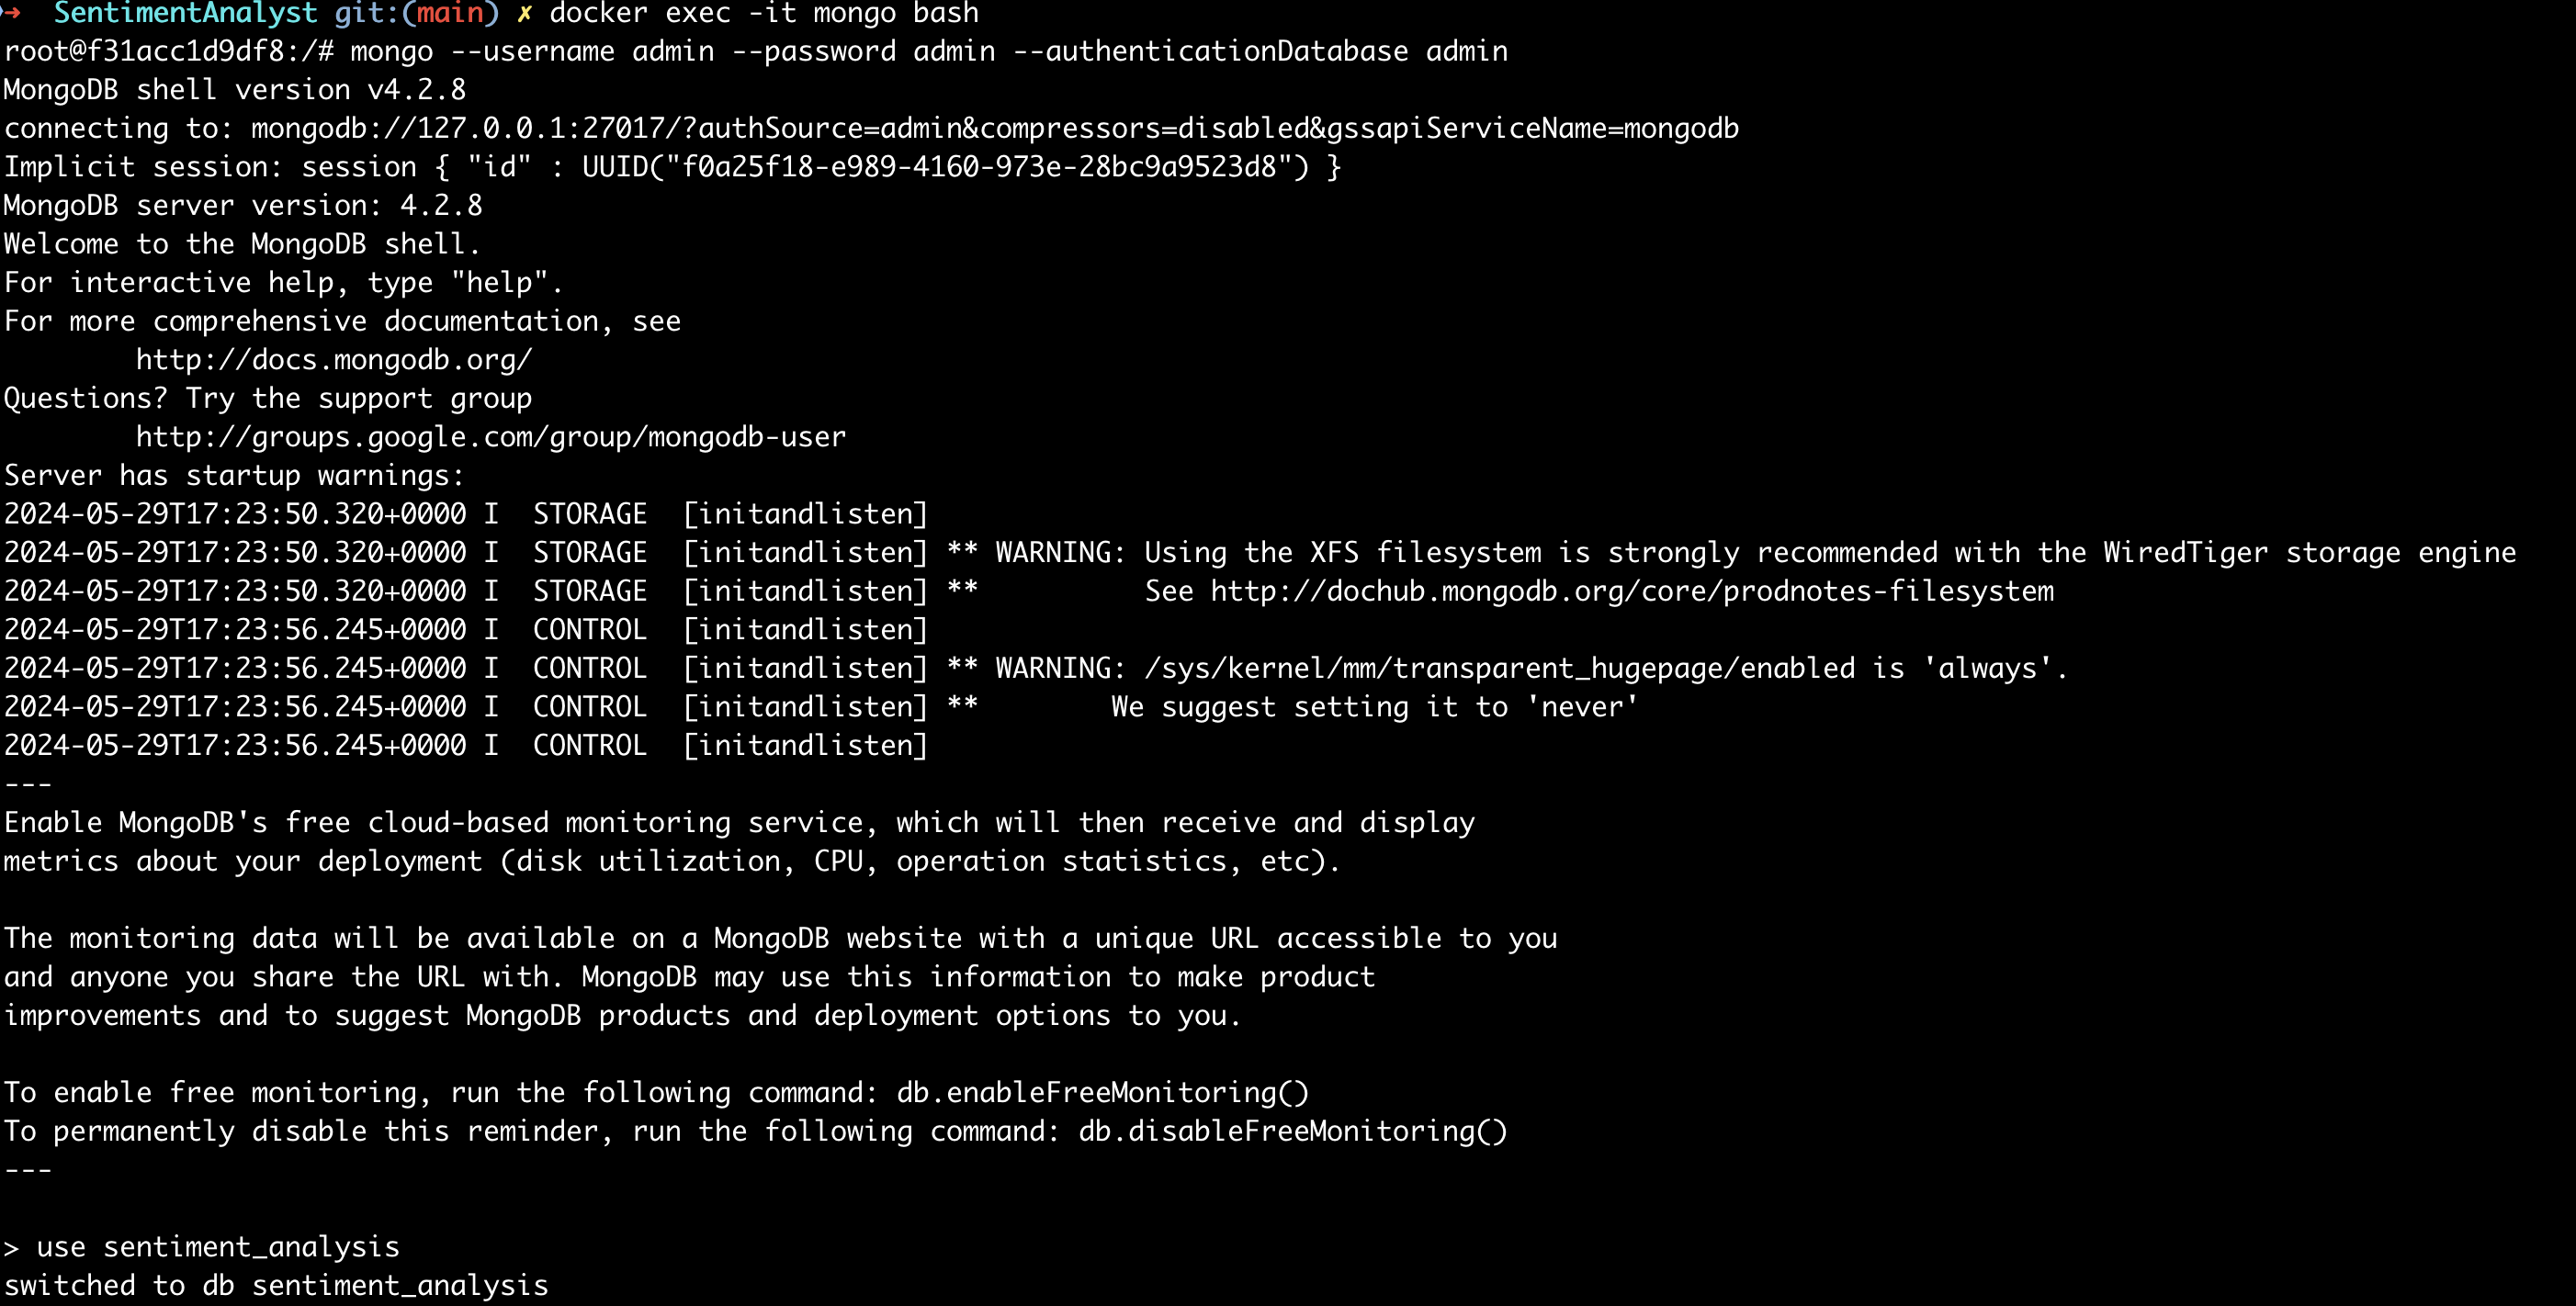 ➜  SentimentAnalyst git:(main) ✗ docker exec -it mongo bash
root@f31acc1d9df8:/# mongo --username admin --password admin --authenticationDatabase admin
MongoDB shell version v4.2.8
connecting to: mongodb://127.0.0.1:27017/?authSource=admin&compressors=disabled&gssapiServiceName=mongodb
Implicit session: session { "id" : UUID("f0a25f18-e989-4160-973e-28bc9a9523d8") }
MongoDB server version: 4.2.8
Welcome to the MongoDB shell.
For interactive help, type "help".
For more comprehensive documentation, see
        http://docs.mongodb.org/
Questions? Try the support group
        http://groups.google.com/group/mongodb-user
Server has startup warnings:
2024-05-29T17:23:50.320+0000 I  STORAGE  [initandlisten]
2024-05-29T17:23:50.320+0000 I  STORAGE  [initandlisten] ** WARNING: Using the XFS filesystem is strongly recommended with the WiredTiger storage engine
2024-05-29T17:23:50.320+0000 I  STORAGE  [initandlisten] **          See http://dochub.mongodb.org/core/prodnotes-filesystem
2024-05-29T17:23:56.245+0000 I  CONTROL  [initandlisten]
2024-05-29T17:23:56.245+0000 I  CONTROL  [initandlisten] ** WARNING: /sys/kernel/mm/transparent_hugepage/enabled is 'always'.
2024-05-29T17:23:56.245+0000 I  CONTROL  [initandlisten] **        We suggest setting it to 'never'
2024-05-29T17:23:56.245+0000 I  CONTROL  [initandlisten]
---
Enable MongoDB's free cloud-based monitoring service, which will then receive and display
metrics about your deployment (disk utilization, CPU, operation statistics, etc).

The monitoring data will be available on a MongoDB website with a unique URL accessible to you
and anyone you share the URL with. MongoDB may use this information to make product
improvements and to suggest MongoDB products and deployment options to you.

To enable free monitoring, run the following command: db.enableFreeMonitoring()
To permanently disable this reminder, run the following command: db.disableFreeMonitoring()
---

> use sentiment_analysis
switched to db sentiment_analysis